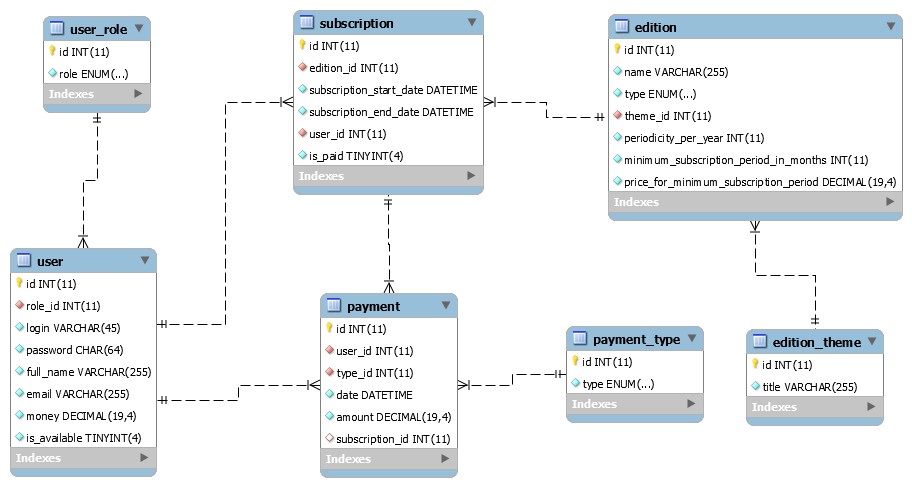 user_role
id INT(11)
role ENUM(...)
Indexes
subscription
id INT(11)
edition_id INT(11)
subscription_start_date DATETIME
subscription_end_date DATETIME
user_id INT(11)
is_paid TINYINT(4)
Indexes
edition
id INT(11)
name VARCHAR(255)
type ENUM(...)
theme_id INT(11)
periodicity_per_year INT(11)
minimum_subscription_period_in_months INT(11)
price_for_minimum_subscription_period DECIMAL(19,4)
Indexes
user
id INT(11)
role_id INT(11)
login VARCHAR(45)
password CHAR(64)
full_name VARCHAR(255)
email VARCHAR(255)
money DECIMAL(19,4)
is_available TINYINT(4)
Indexes
payment
id INT(11)
user_id INT(11)
type_id INT(11)
date DATETIME
amount DECIMAL(19,4)
subscription_id INT(11)
Indexes
payment_type
id INT(11)
type ENUM(...)
Indexes
edition_theme
id INT(11)
title VARCHAR(255)
Indexes